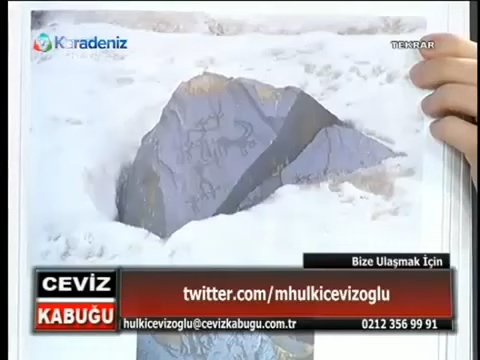 Karadeniz
TEKRAR
Bize Ulaşmak İçin
CEVİZ
KABUĞU
twitter.com/mhulkicevizoglu
hulkicevizoglu@cevizkabugu.com.tr
0212 356 99 91